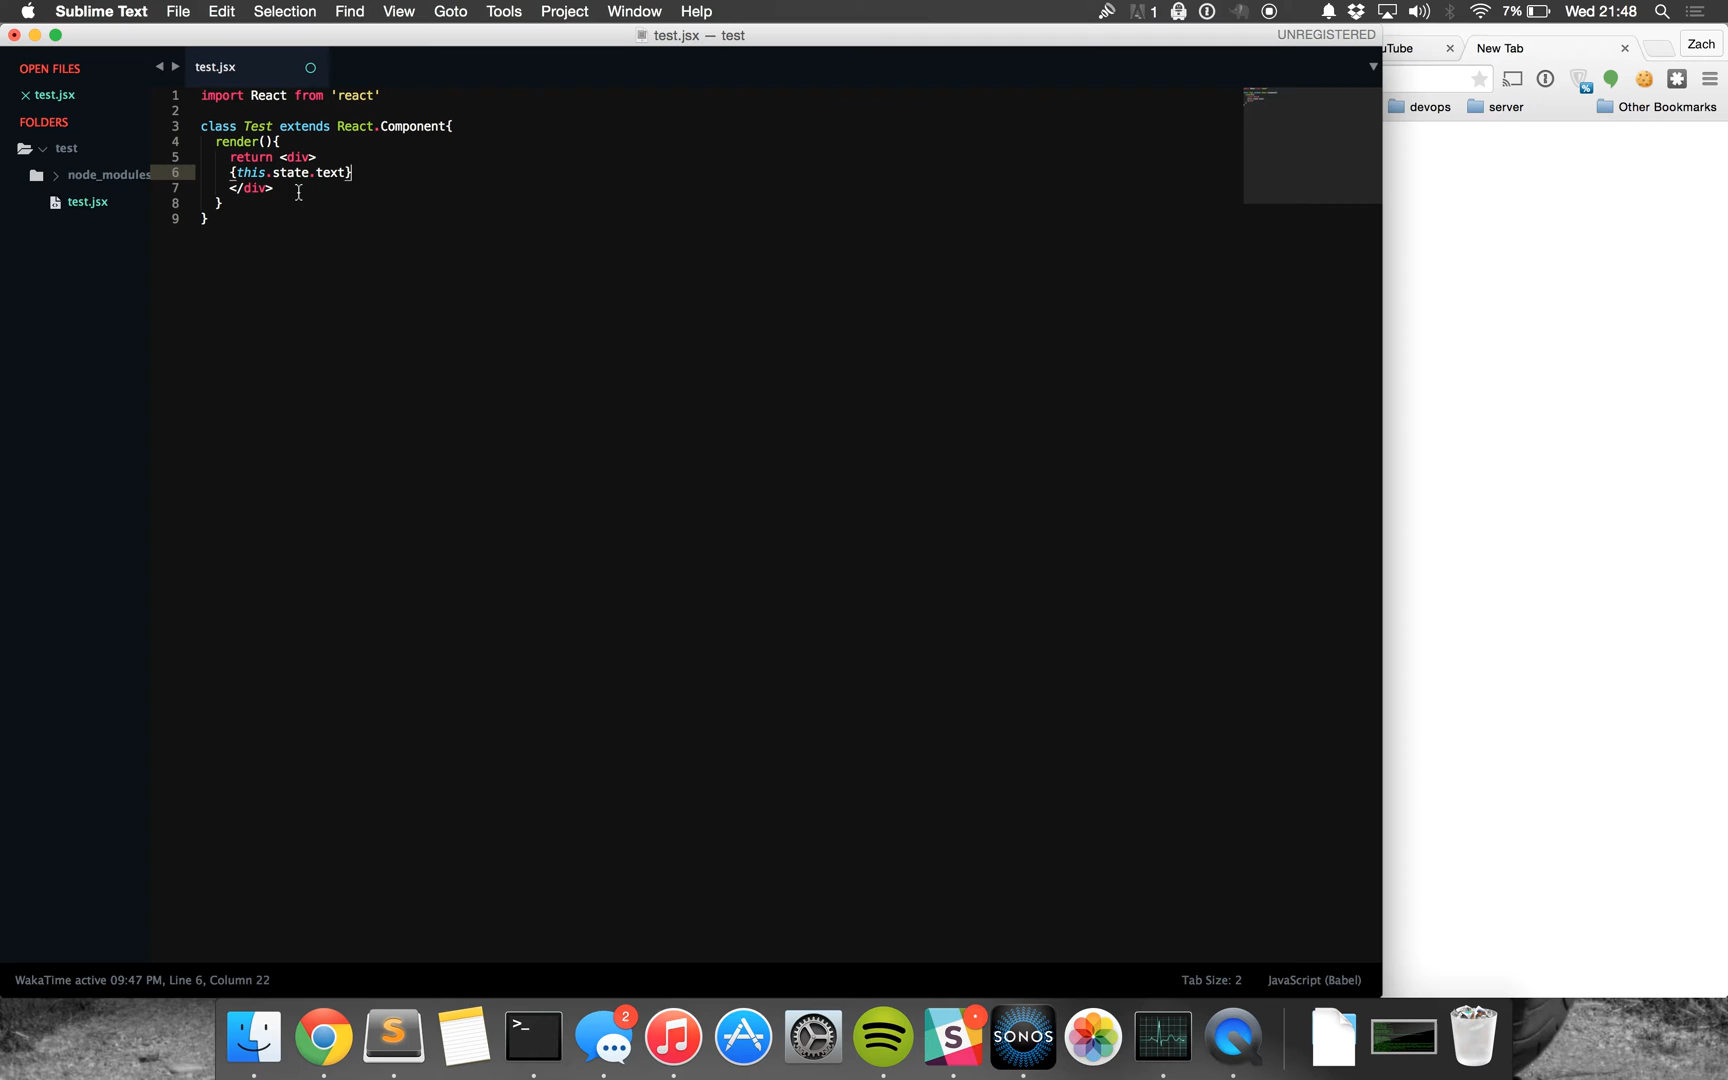 Sublime Text File Edit Selection Find View Goto Tools Project Window Help 1 7% Wed 21:48
test.jsx — test UNREGISTERED
uTube New Tab Zach
OPEN FILES
test.jsx
test.jsx
FOLDERS
test
node_modules
test.jsx
1 import React from 'react'
2
3 class Test extends React.Component{
4 render(){
5 return <div>
6 {this.state.text}
7 </div>
8 }
9 }
devops server Other Bookmarks
WakaTime active 09:47 PM, Line 6, Column 22 Tab Size: 2 JavaScript (Babel)
2
SONOS